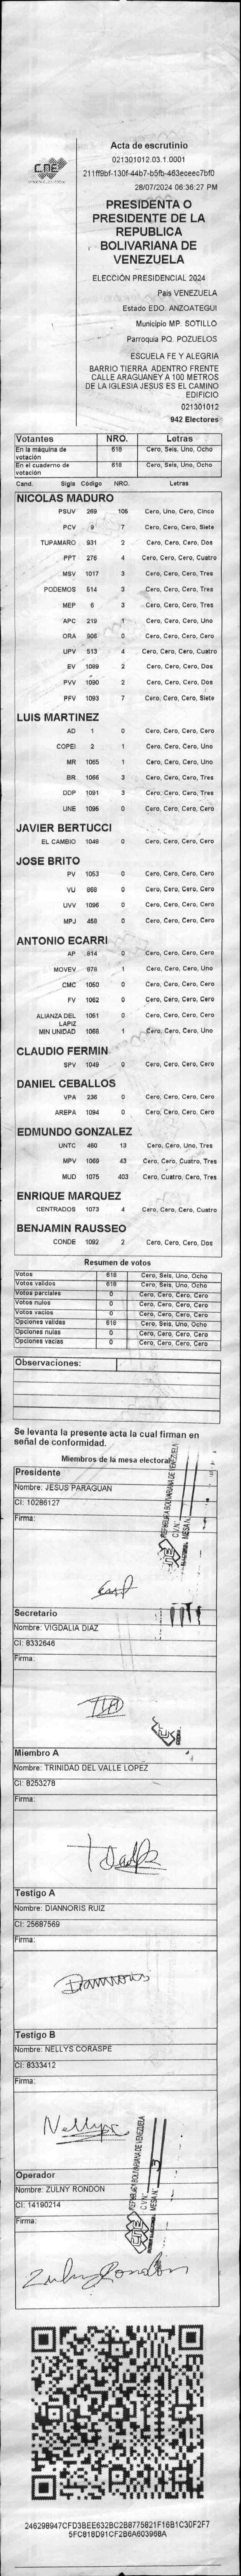 CNE
Acta de escrutinio
021301012.03.1.0001
211ff9bf-130f-44b7-b5fb-463eceec7bf0
28/07/2024 06:36:27 PM
PRESIDENTA O
PRESIDENTE DE LA
REPUBLICA
BOLIVARIANA DE
VENEZUELA
ELECCIÓN PRESIDENCIAL 2024
País VENEZUELA
Estado EDO. ANZOATEGUI
Municipio MP. SOTILLO
Parroquia PQ. POZUELOS
ESCUELA FE Y ALEGRIA
BARRIO TIERRA ADENTRO FRENTE
CALLE ARAGUANEY A 100 METROS
DE LA IGLESIA JESUS ES EL CAMINO
EDIFICIO
021301012
942 Electores
Votantes NRO. Letras
En la máquina de votación 618 Cero, Seis, Uno, Ocho
En el cuaderno de votación 618 Cero, Seis, Uno, Ocho
Cand. Sigla Código NRO. Letras
NICOLAS MADURO
PSUV 269 105 Cero, Uno, Cero, Cinco
PCV 9 7 Cero, Cero, Cero, Siete
TUPAMARO 931 2 Cero, Cero, Cero, Dos
PPT 276 4 Cero, Cero, Cero, Cuatro
MSV 1017 3 Cero, Cero, Cero, Tres
PODEMOS 514 3 Cero, Cero, Cero, Tres
MEP 6 3 Cero, Cero, Cero, Tres
APC 219 1 Cero, Cero, Cero, Uno
ORA 906 0 Cero, Cero, Cero, Cero
UPV 513 4 Cero, Cero, Cero, Cuatro
EV 1089 2 Cero, Cero, Cero, Dos
PVV 1090 2 Cero, Cero, Cero, Dos
PFV 1093 7 Cero, Cero, Cero, Siete
LUIS MARTINEZ
AD 1 0 Cero, Cero, Cero, Cero
COPEI 2 1 Cero, Cero, Cero, Uno
MR 1065 1 Cero, Cero, Cero, Uno
BR 1066 3 Cero, Cero, Cero, Tres
DDP 1091 3 Cero, Cero, Cero, Tres
UNE 1095 0 Cero, Cero, Cero, Cero
JAVIER BERTUCCI
EL CAMBIO 1048 0 Cero, Cero, Cero, Cero
JOSE BRITO
PV 1053 0 Cero, Cero, Cero, Cero
VU 868 0 Cero, Cero, Cero, Cero
UVV 1096 0 Cero, Cero, Cero, Cero
MPJ 458 0 Cero, Cero, Cero, Cero
ANTONIO ECARRI
AP 814 0 Cero, Cero, Cero, Cero
MOVEV 878 1 Cero, Cero, Cero, Uno
CMC 1050 0 Cero, Cero, Cero, Cero
FV 1062 0 Cero, Cero, Cero, Cero
ALIANZA DEL LAPIZ 1051 0 Cero, Cero, Cero, Cero
MIN UNIDAD 1068 1 Cero, Cero, Cero, Uno
CLAUDIO FERMIN
SPV 1049 0 Cero, Cero, Cero, Cero
DANIEL CEBALLOS
VPA 236 0 Cero, Cero, Cero, Cero
AREPA 1094 0 Cero, Cero, Cero, Cero
EDMUNDO GONZALEZ
UNTC 460 13 Cero, Cero, Uno, Tres
MPV 1069 43 Cero, Cero, Cuatro, Tres
MUD 1075 403 Cero, Cuatro, Cero, Tres
ENRIQUE MARQUEZ
CENTRADOS 1073 4 Cero, Cero, Cero, Cuatro
BENJAMIN RAUSSEO
CONDE 1092 2 Cero, Cero, Cero, Dos
Resumen de votos
Votos 618 Cero, Seis, Uno, Ocho
Votos validos 618 Cero, Seis, Uno, Ocho
Votos parciales 0 Cero, Cero, Cero, Cero
Votos nulos 0 Cero, Cero, Cero, Cero
Votos vacios 0 Cero, Cero, Cero, Cero
Opciones validas 618 Cero, Seis, Uno, Ocho
Opciones nulas 0 Cero, Cero, Cero, Cero
Opciones vacias 0 Cero, Cero, Cero, Cero
Observaciones:
Se levanta la presente acta la cual firman en
señal de conformidad.
Miembros de la mesa electoral
REPÚBLICA BOLIVARIANA DE VENEZUELA
C.V.N°:
MESA N°:
CNE
Presidente
Nombre: JESUS PARAGUAN
CI: 10286127
Firma:
Secretario
Nombre: VIGDALIA DIAZ
CI: 8332646
Firma:
Miembro A
Nombre: TRINIDAD DEL VALLE LOPEZ
CI: 8253278
Firma:
Testigo A
Nombre: DIANNORIS RUIZ
CI: 25687569
Firma:
Diannoris
Testigo B
Nombre: NELLYS CORASPE
CI: 8333412
Firma:
Nellys
REPÚBLICA BOLIVARIANA DE VENEZUELA
C.V.N°:
MESA N°: 3
CNE
Operador
Nombre: ZULNY RONDON
CI: 14190214
Firma:
Zulny Rondon
246298947CFD3BEE632BC2B8775821F16B1C30F2F7
5FC818D91CF2B6A603968A